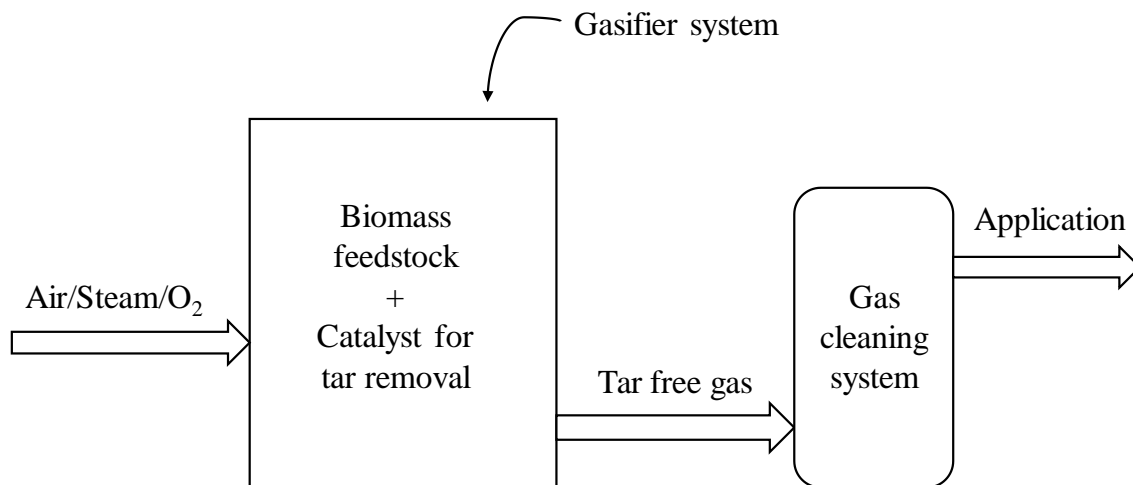 Gasifier system
Biomass
feedstock
+
Catalyst for
tar removal
Air/Steam/O₂
Tar free gas
Gas
cleaning
system
Application